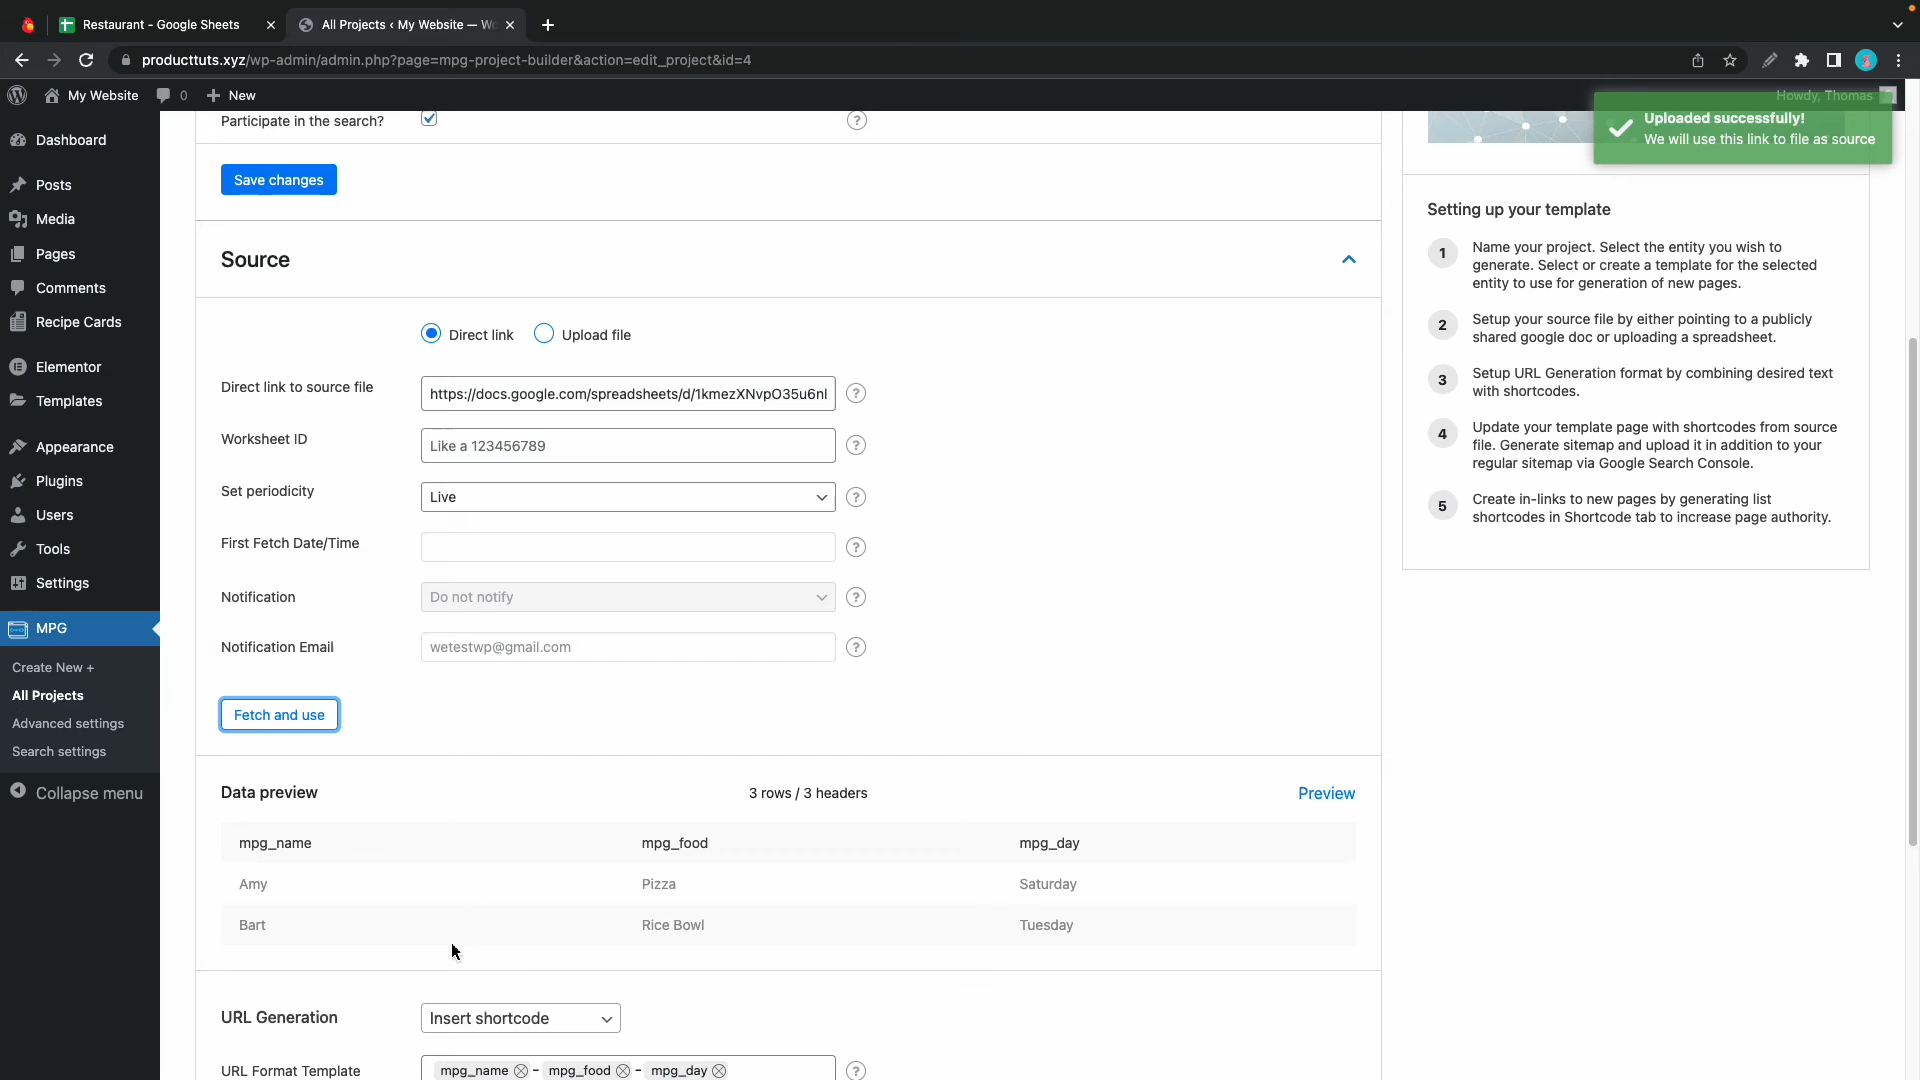 Restaurant - Google Sheets
All Projects ‹ My Website — Wo
producttuts.xyz/wp-admin/admin.php?page=mpg-project-builder&action=edit_project&id=4
My Website
0
New
Howdy, Thomas
Uploaded successfully!
We will use this link to file as source
Dashboard
Posts
Media
Pages
Comments
Recipe Cards
Elementor
Templates
Appearance
Plugins
Users
Tools
Settings
MPG
Create New +
All Projects
Advanced settings
Search settings
Collapse menu
Participate in the search?
?
Save changes
Source
Direct link
Upload file
Direct link to source file
https://docs.google.com/spreadsheets/d/1kmezXNvpO35u6nl
?
Worksheet ID
Like a 123456789
?
Set periodicity
Live
?
First Fetch Date/Time
?
Notification
Do not notify
?
Notification Email
wetestwp@gmail.com
?
Fetch and use
Data preview
3 rows / 3 headers
Preview
mpg_name mpg_food mpg_day
Amy Pizza Saturday
Bart Rice Bowl Tuesday
URL Generation
Insert shortcode
URL Format Template
mpg_name - mpg_food - mpg_day
?
Setting up your template
1
Name your project. Select the entity you wish to
generate. Select or create a template for the selected
entity to use for generation of new pages.
2
Setup your source file by either pointing to a publicly
shared google doc or uploading a spreadsheet.
3
Setup URL Generation format by combining desired text
with shortcodes.
4
Update your template page with shortcodes from source
file. Generate sitemap and upload it in addition to your
regular sitemap via Google Search Console.
5
Create in-links to new pages by generating list
shortcodes in Shortcode tab to increase page authority.